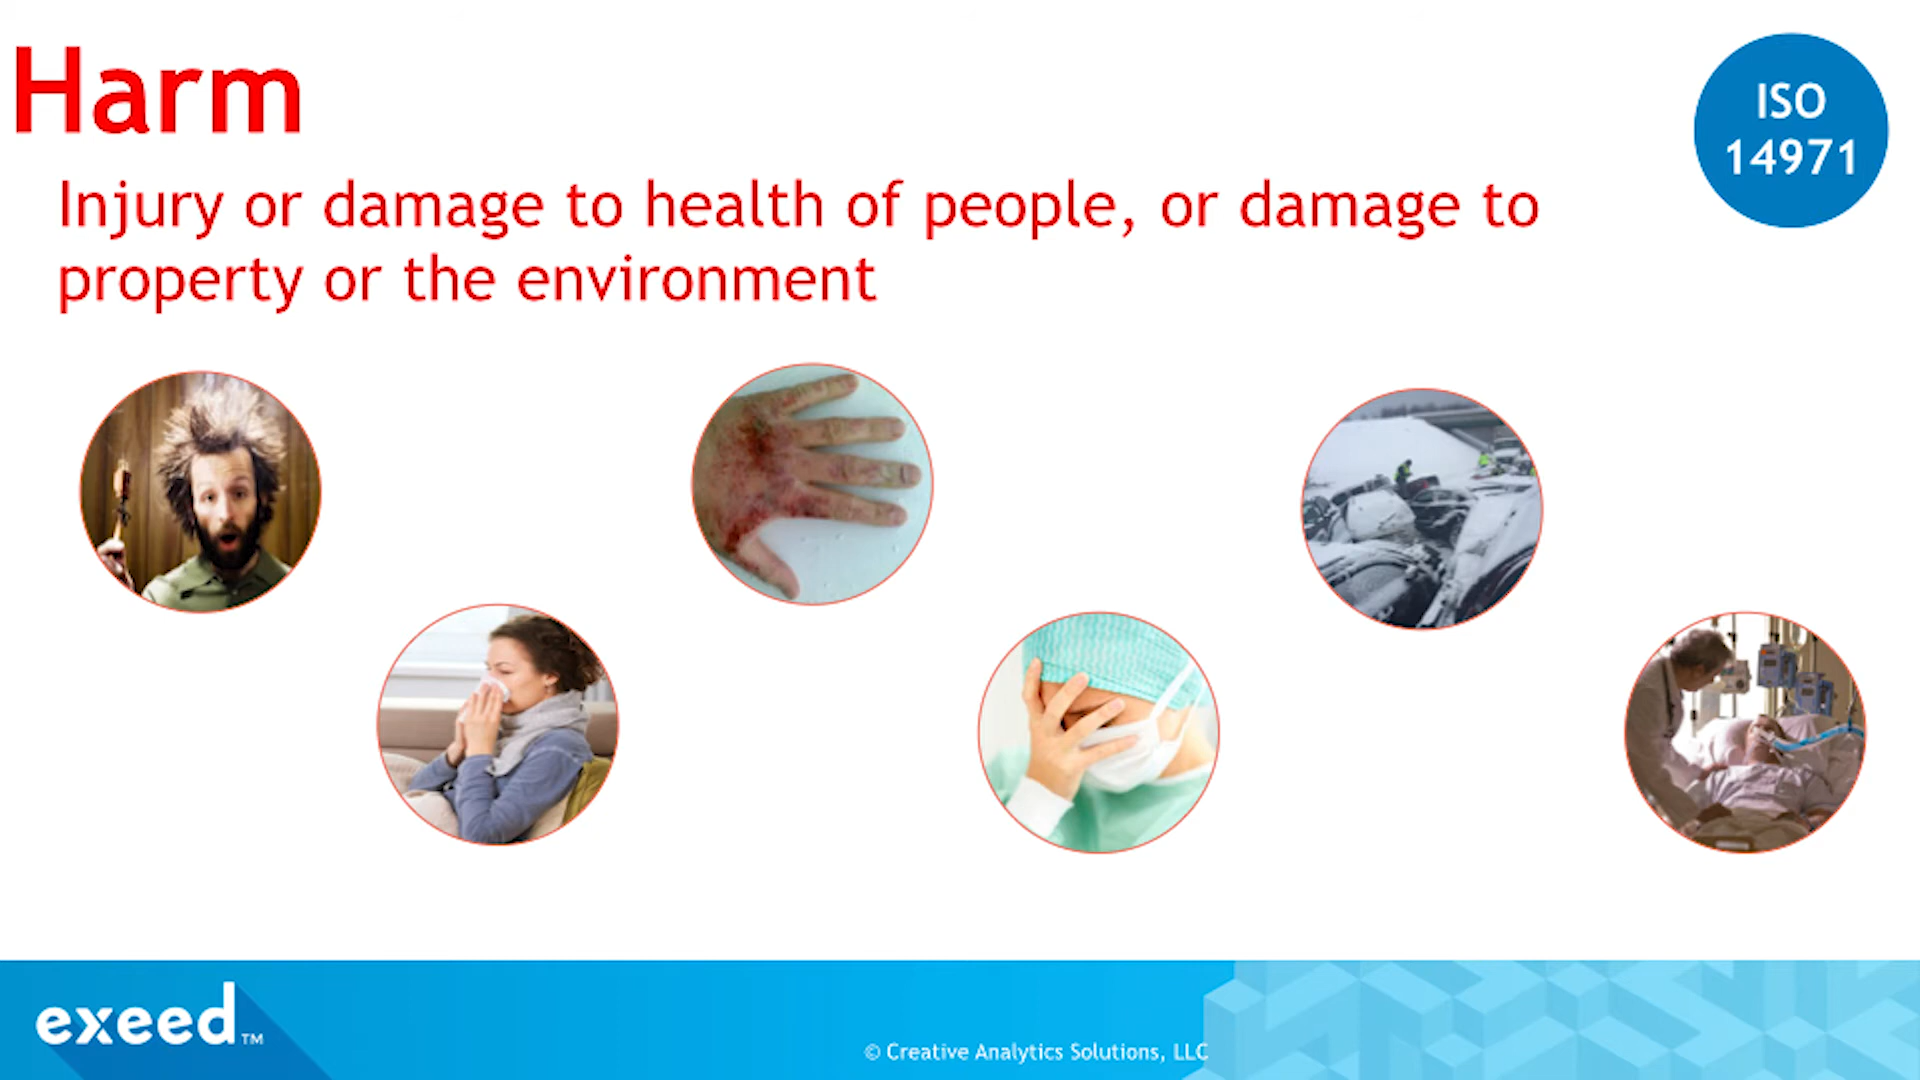 Harm
ISO
14971
Injury or damage to health of people, or damage to
property or the environment
exeed™
© Creative Analytics Solutions, LLC